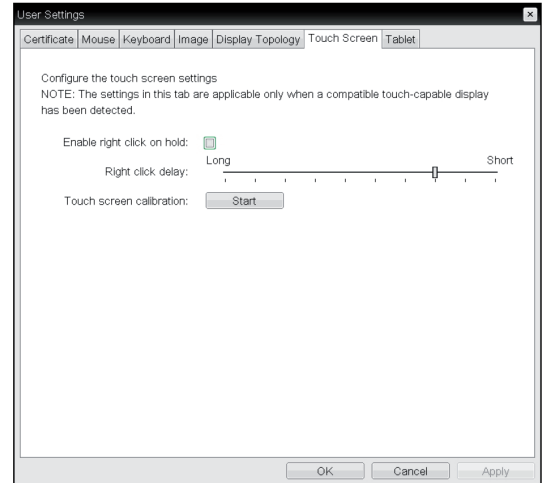 User Settings
Certificate Mouse Keyboard Image Display Topology Touch Screen Tablet
Configure the touch screen settings
NOTE: The settings in this tab are applicable only when a compatible touch-capable display
has been detected.
Enable right click on hold:
Long Short
Right click delay:
Touch screen calibration: Start
OK Cancel Apply